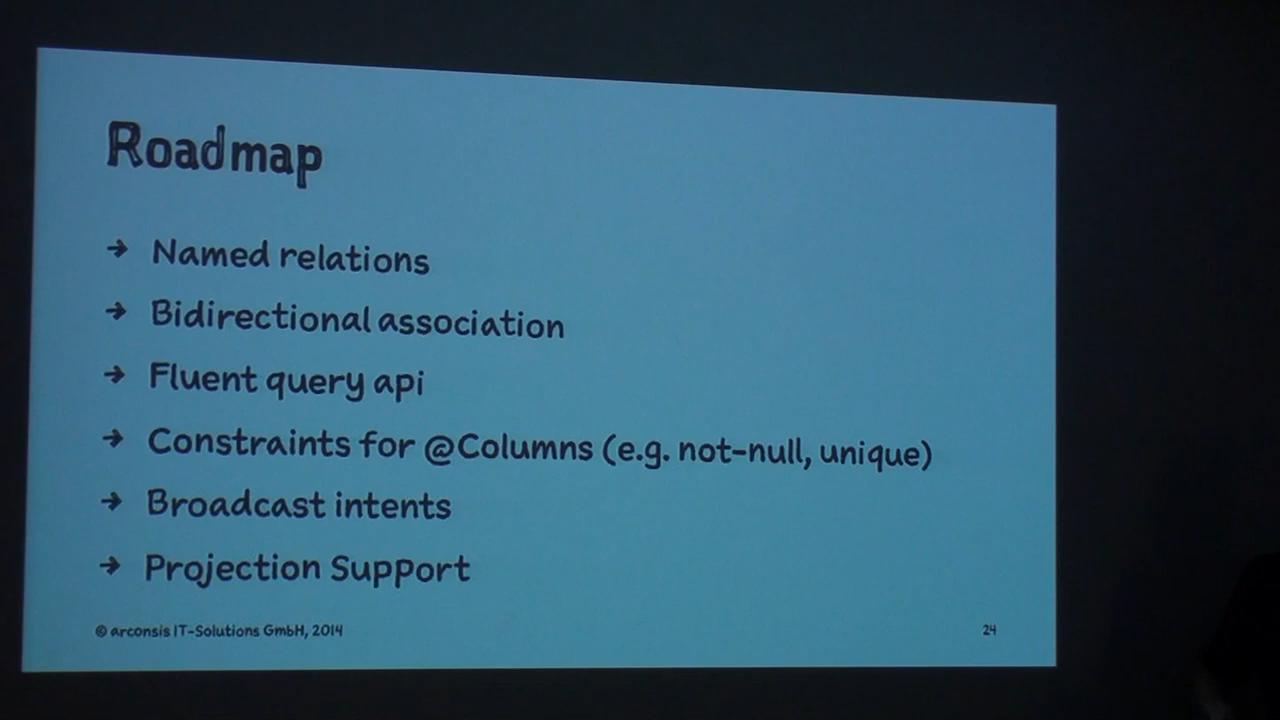 Roadmap
→ Named relations
→ Bidirectional association
→ Fluent query api
→ Constraints for @Columns (e.g. not-null, unique)
→ Broadcast intents
→ Projection Support
© arconsis IT-Solutions GmbH, 2014
24